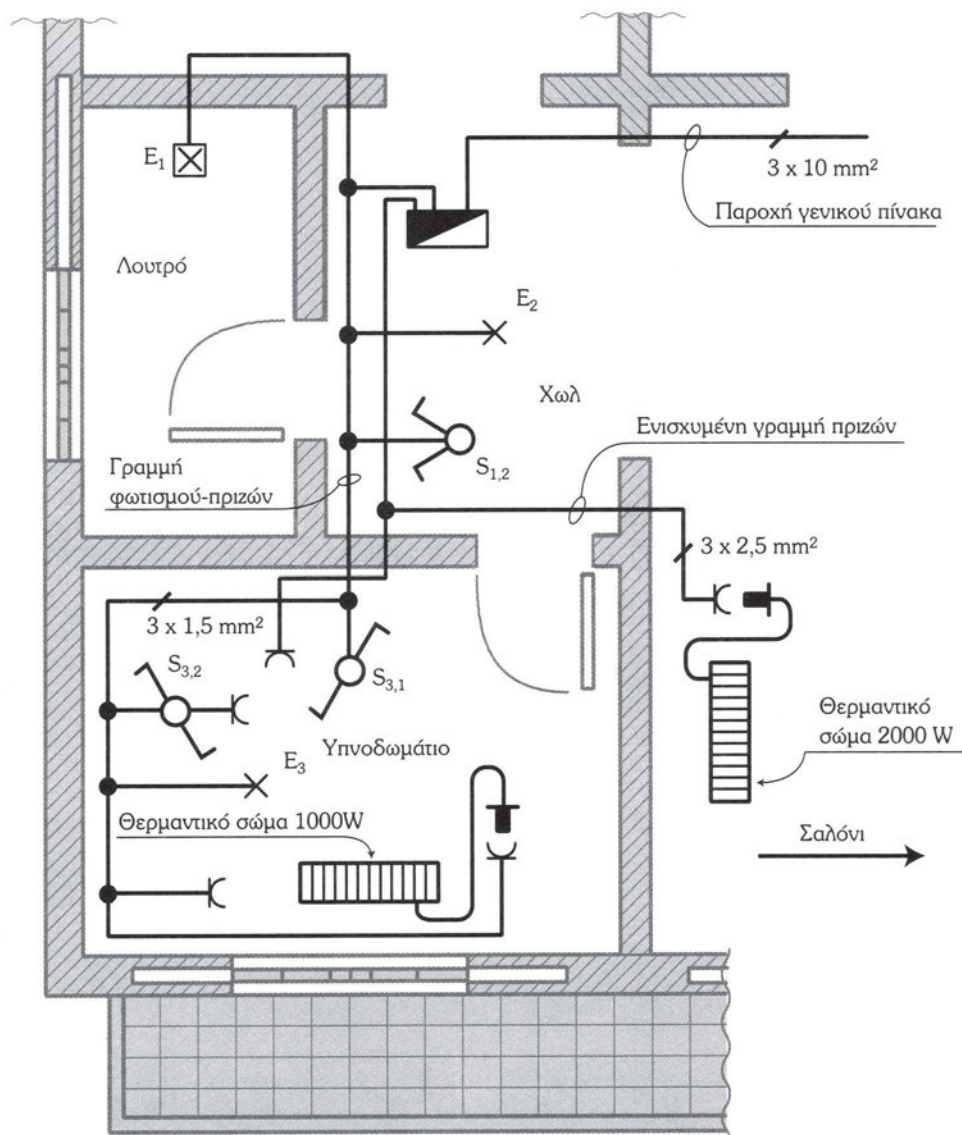 E₁
3 x 10 mm²
Παροχή γενικού πίνακα
Λουτρό
E₂
Χωλ
Ενισχυμένη γραμμή πριζών
S₁,₂
Γραμμή
φωτισμού-πριζών
3 x 2,5 mm²
3 x 1,5 mm²
S₃,₂
S₃,₁
Υπνοδωμάτιο
E₃
Θερμαντικό
σώμα 2000 W
Θερμαντικό σώμα 1000W
Σαλόνι